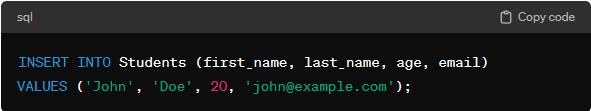 sql
Copy code
INSERT INTO Students (first_name, last_name, age, email)
VALUES ('John', 'Doe', 20, 'john@example.com');